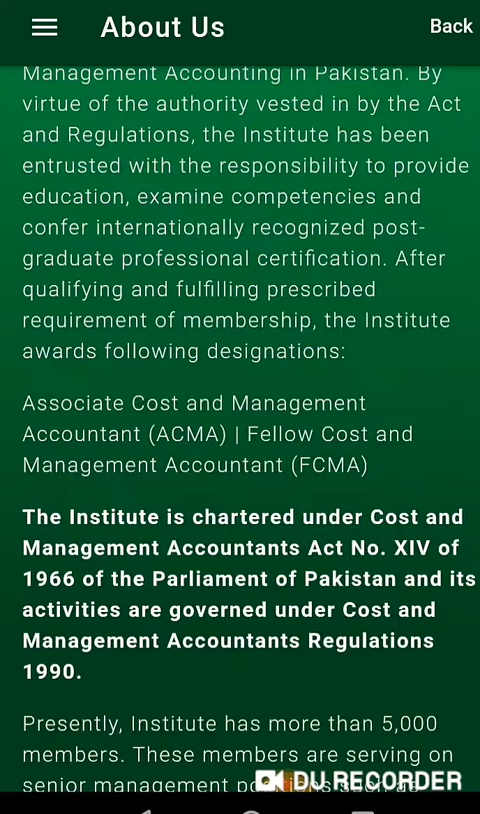 About Us
Back
Management Accounting in Pakistan. By
virtue of the authority vested in by the Act
and Regulations, the Institute has been
entrusted with the responsibility to provide
education, examine competencies and
confer internationally recognized post-
graduate professional certification. After
qualifying and fulfilling prescribed
requirement of membership, the Institute
awards following designations:
Associate Cost and Management
Accountant (ACMA) | Fellow Cost and
Management Accountant (FCMA)
The Institute is chartered under Cost and
Management Accountants Act No. XIV of
1966 of the Parliament of Pakistan and its
activities are governed under Cost and
Management Accountants Regulations
1990.
Presently, Institute has more than 5,000
members. These members are serving on
senior management
DU RECORDER